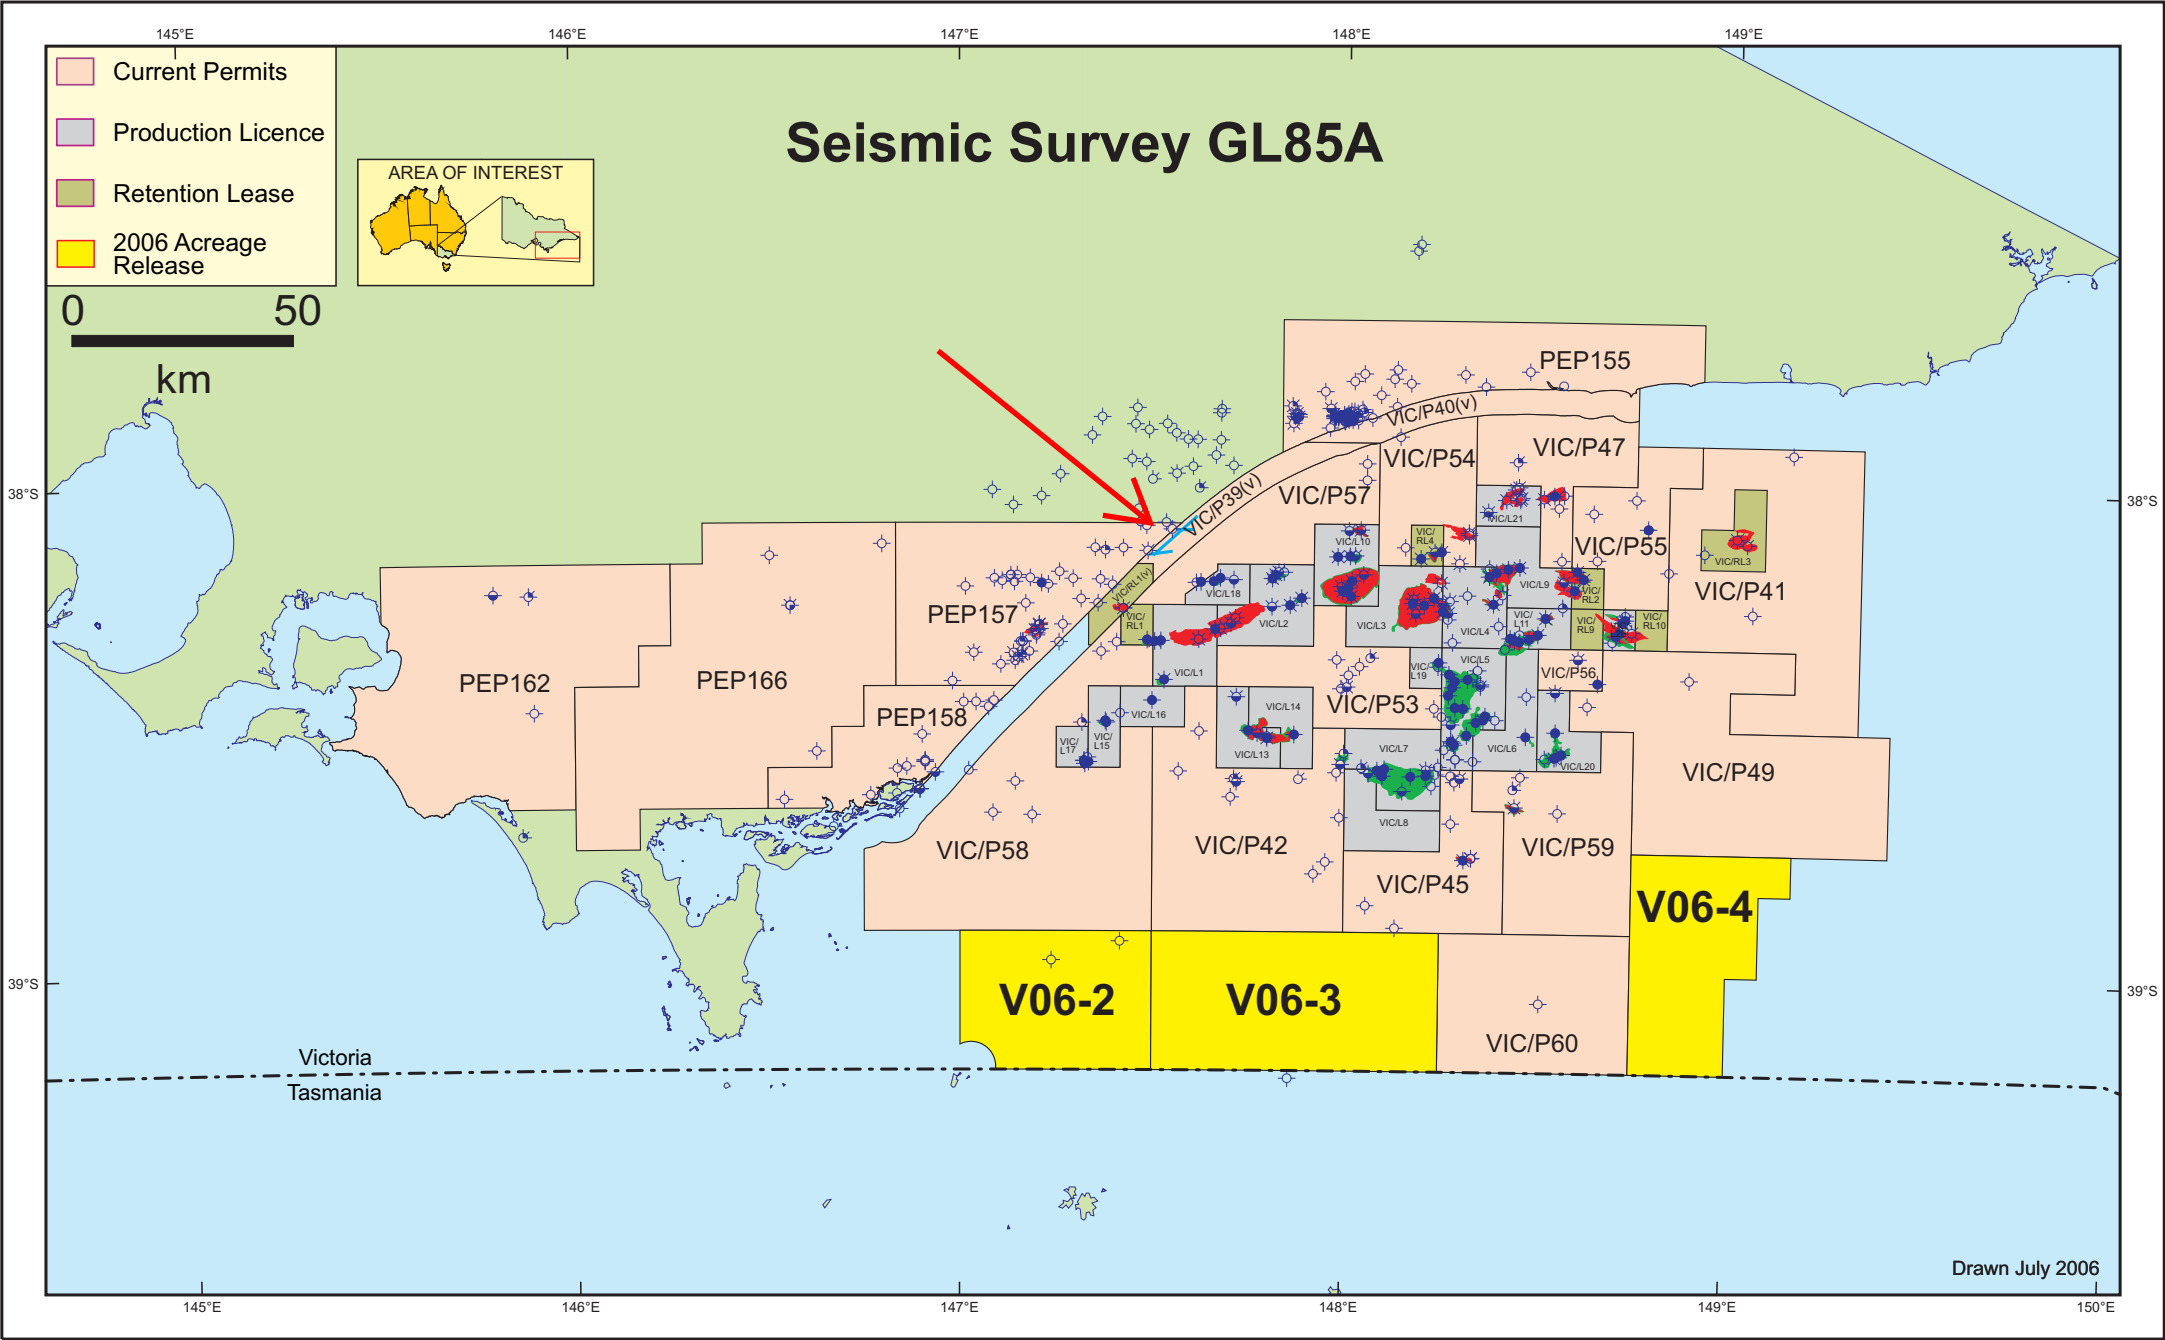 145°E 146°E 147°E 148°E 149°E
Current Permits
Production Licence
Retention Lease
2006 Acreage
Release
Seismic Survey GL85A
AREA OF INTEREST
0 50
km
PEP155
VIC/P40(v)
VIC/P47
VIC/P54
VIC/P39(v)
VIC/P57
38°S
38°S
VIC/L21
VIC/L10
VIC/
RL4
VIC/P55
VIC/RL3
VIC/P41
VIC/RL1(v)
VIC/L18
VIC/L9
VIC/
RL2
PEP157
VIC/
RL1
VIC/L2
VIC/L3
VIC/L4
VIC/
L11
VIC/
RL9
VIC/
RL10
PEP162
PEP166
VIC/L1
VIC/
L19
VIC/L5
VIC/P56
VIC/P53
PEP158
VIC/L16
VIC/L14
VIC/
L17
VIC/
L15
VIC/L13
VIC/L7
VIC/L6
VIC/L20
VIC/P49
VIC/L8
VIC/P58
VIC/P42
VIC/P59
VIC/P45
V06-4
39°S
39°S
V06-2
V06-3
VIC/P60
Victoria
Tasmania
Drawn July 2006
145°E 146°E 147°E 148°E 149°E 150°E